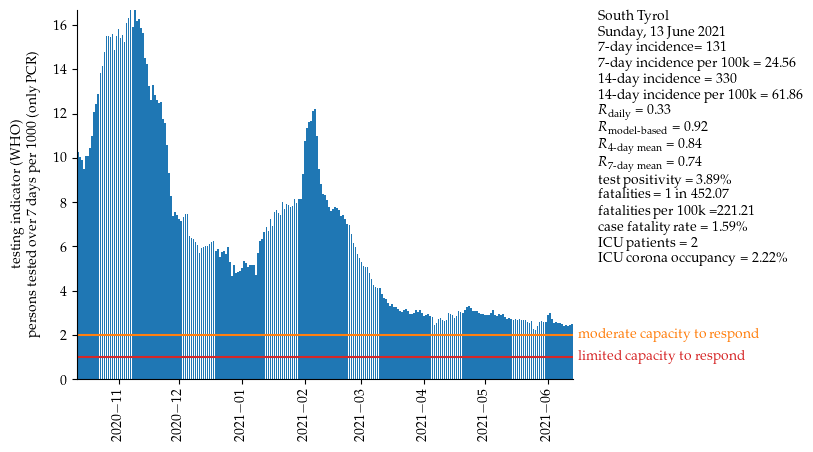 South Tyrol
Sunday, 13 June 2021
7-day incidence= 131
7-day incidence per 100k = 24.56
14-day incidence = 330
14-day incidence per 100k = 61.86
R_daily = 0.33
R_model-based = 0.92
R_4-day mean = 0.84
R_7-day mean = 0.74
test positivity = 3.89%
fatalities = 1 in 452.07
fatalities per 100k =221.21
case fatality rate = 1.59%
ICU patients = 2
ICU corona occupancy = 2.22%
testing indicator (WHO)
persons tested over 7 days per 1000 (only PCR)
16
14
12
10
8
6
4
2
0
moderate capacity to respond
limited capacity to respond
2020−11
2020−12
2021−01
2021−02
2021−03
2021−04
2021−05
2021−06